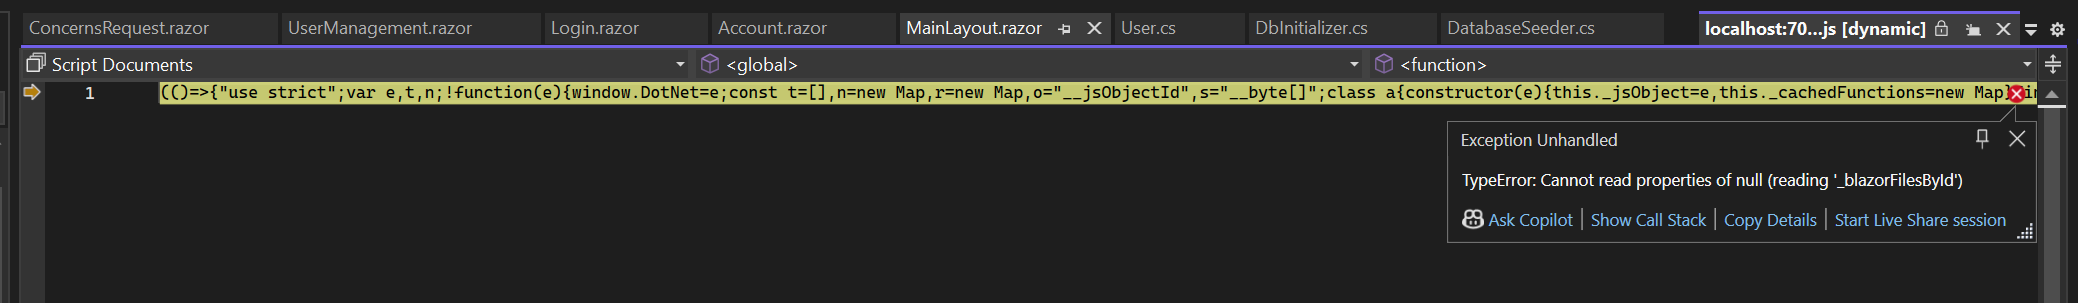 ConcernsRequest.razor UserManagement.razor Login.razor Account.razor MainLayout.razor User.cs DbInitializer.cs DatabaseSeeder.cs localhost:70...js [dynamic]
Script Documents <global> <function>
1 (()=>{"use strict";var e,t,n;!function(e){window.DotNet=e;const t=[],n=new Map,r=new Map,o="__jsObjectId",s="__byte[]";class a{constructor(e){this._jsObject=e,this._cachedFunctions=new Map}
Exception Unhandled
TypeError: Cannot read properties of null (reading '_blazorFilesById')
Ask Copilot | Show Call Stack | Copy Details | Start Live Share session